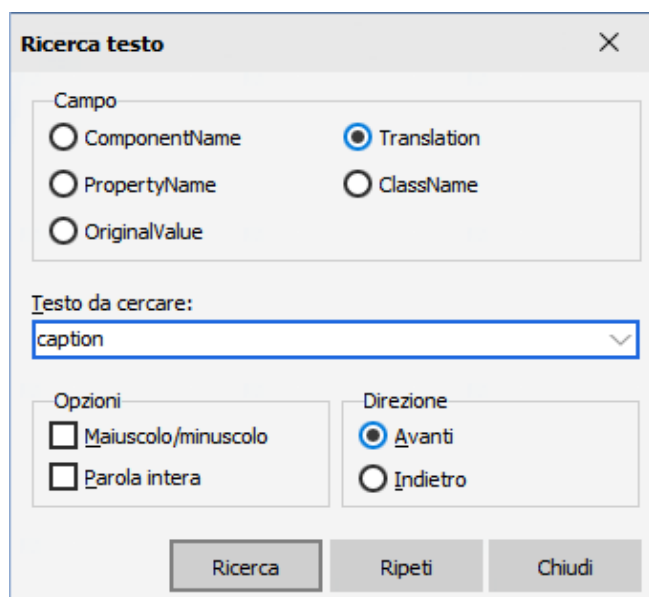 Ricerca testo
Campo
ComponentName
Translation
PropertyName
ClassName
OriginalValue
Testo da cercare:
caption
Opzioni
Direzione
Maiuscolo/minuscolo
Avanti
Parola intera
Indietro
Ricerca
Ripeti
Chiudi